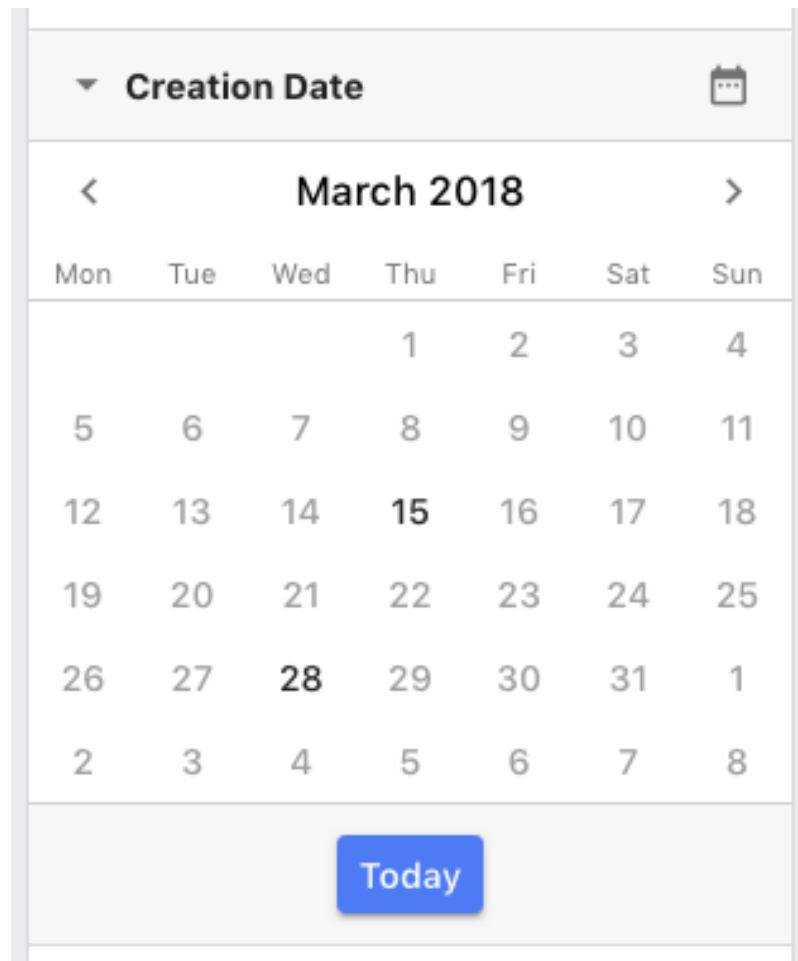 Creation Date
March 2018
Mon Tue Wed Thu Fri Sat Sun
1 2 3 4
5 6 7 8 9 10 11
12 13 14 15 16 17 18
19 20 21 22 23 24 25
26 27 28 29 30 31 1
2 3 4 5 6 7 8
Today